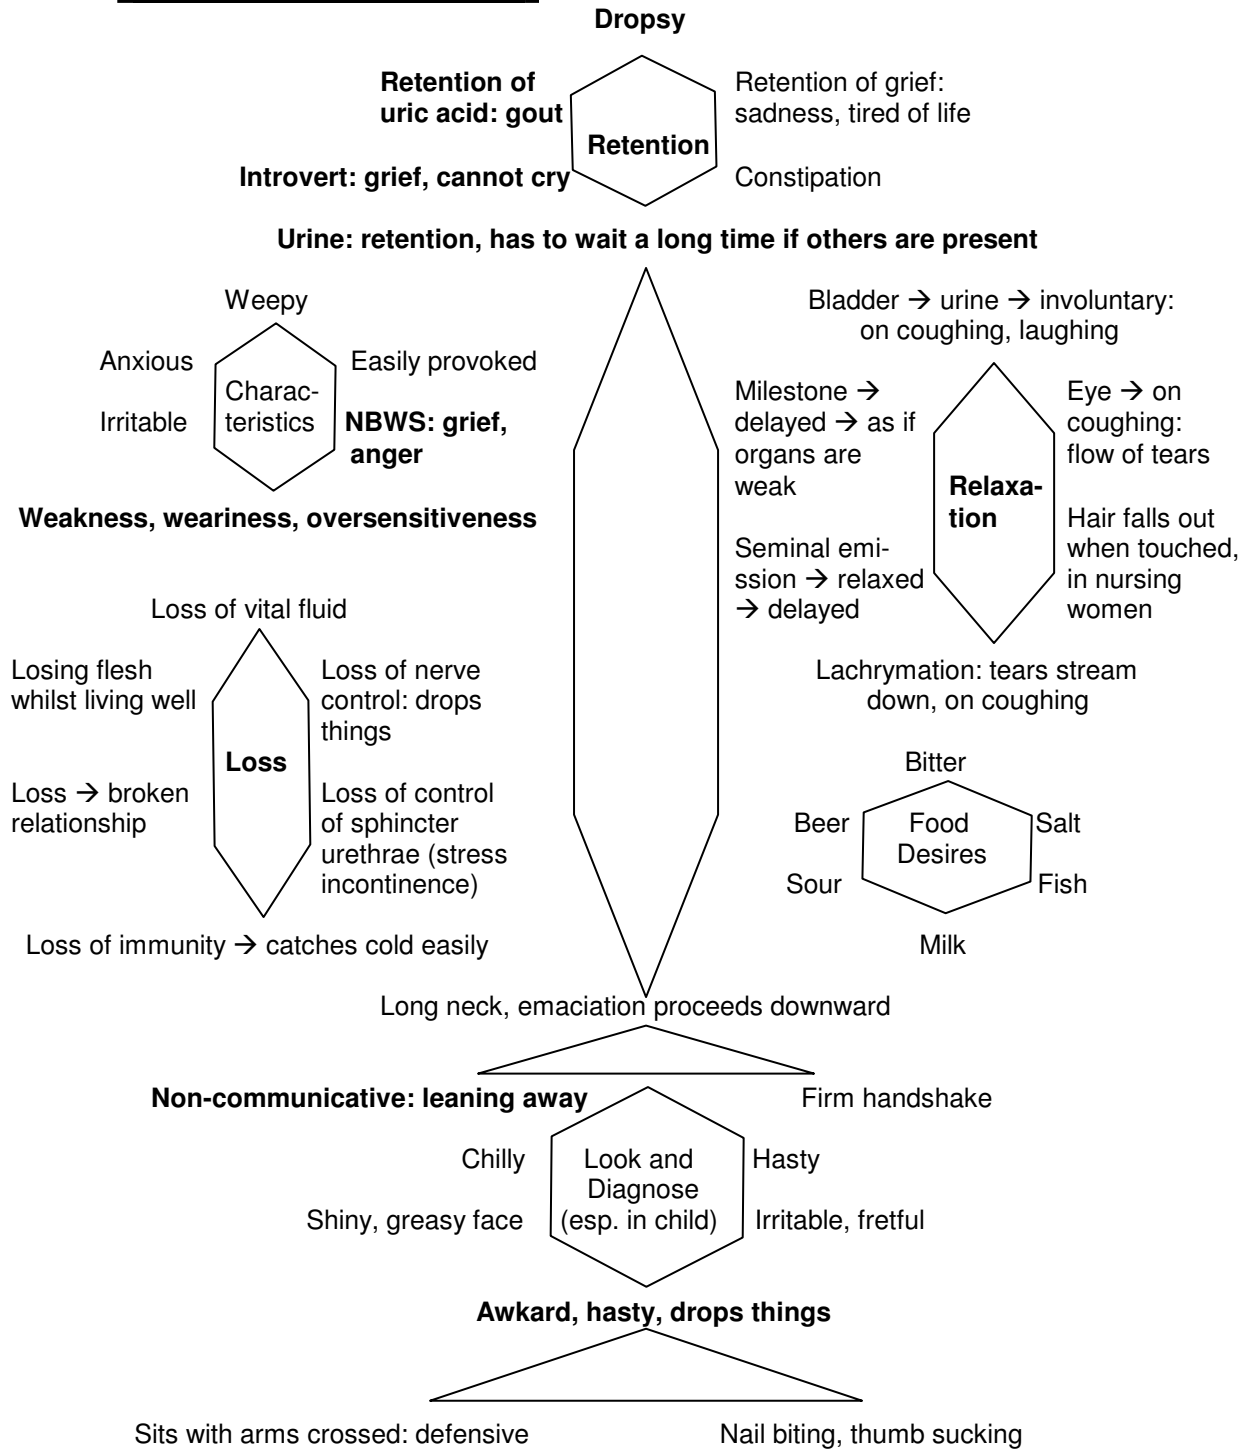 Dropsy
Retention of
uric acid: gout
Retention of grief:
sadness, tired of life
Retention
Introvert: grief, cannot cry
Constipation
Urine: retention, has to wait a long time if others are present
Weepy
Anxious
Easily provoked
Charac-
teristics
Irritable
NBWS: grief,
anger
Weakness, weariness, oversensitiveness
Bladder → urine → involuntary:
on coughing, laughing
Milestone →
delayed → as if
organs are
weak
Eye → on
coughing:
flow of tears
Relaxa-
tion
Seminal emi-
ssion → relaxed
→ delayed
Hair falls out
when touched,
in nursing
women
Lachrymation: tears stream
down, on coughing
Loss of vital fluid
Losing flesh
whilst living well
Loss of nerve
control: drops
things
Loss
Loss → broken
relationship
Loss of control
of sphincter
urethrae (stress
incontinence)
Loss of immunity → catches cold easily
Bitter
Beer
Food
Desires
Salt
Sour
Fish
Milk
Long neck, emaciation proceeds downward
Non-communicative: leaning away
Firm handshake
Chilly
Look and
Diagnose
(esp. in child)
Hasty
Shiny, greasy face
Irritable, fretful
Awkard, hasty, drops things
Sits with arms crossed: defensive
Nail biting, thumb sucking